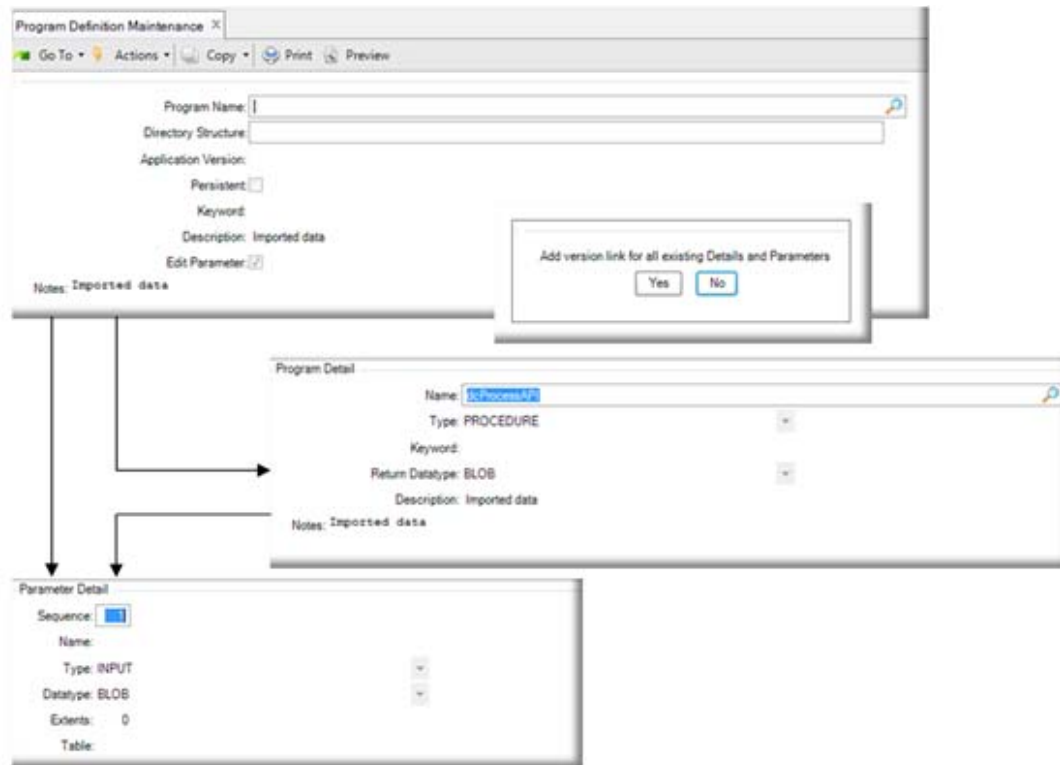 Program Definition Maintenance X
Go To Actions Copy Print Preview
Program Name:
Directory Structure:
Application Version:
Persistent:
Keyword:
Description: Imported data
Edit Parameter:
Notes: Imported data
Add version link for all existing Details and Parameters
Yes No
Program Detail
Name: dcProcessAPI
Type: PROCEDURE
Keyword:
Return Datatype: BLOB
Description: Imported data
Notes: Imported data
Parameter Detail
Sequence: 1
Name:
Type: INPUT
Datatype: BLOB
Extents: 0
Table: